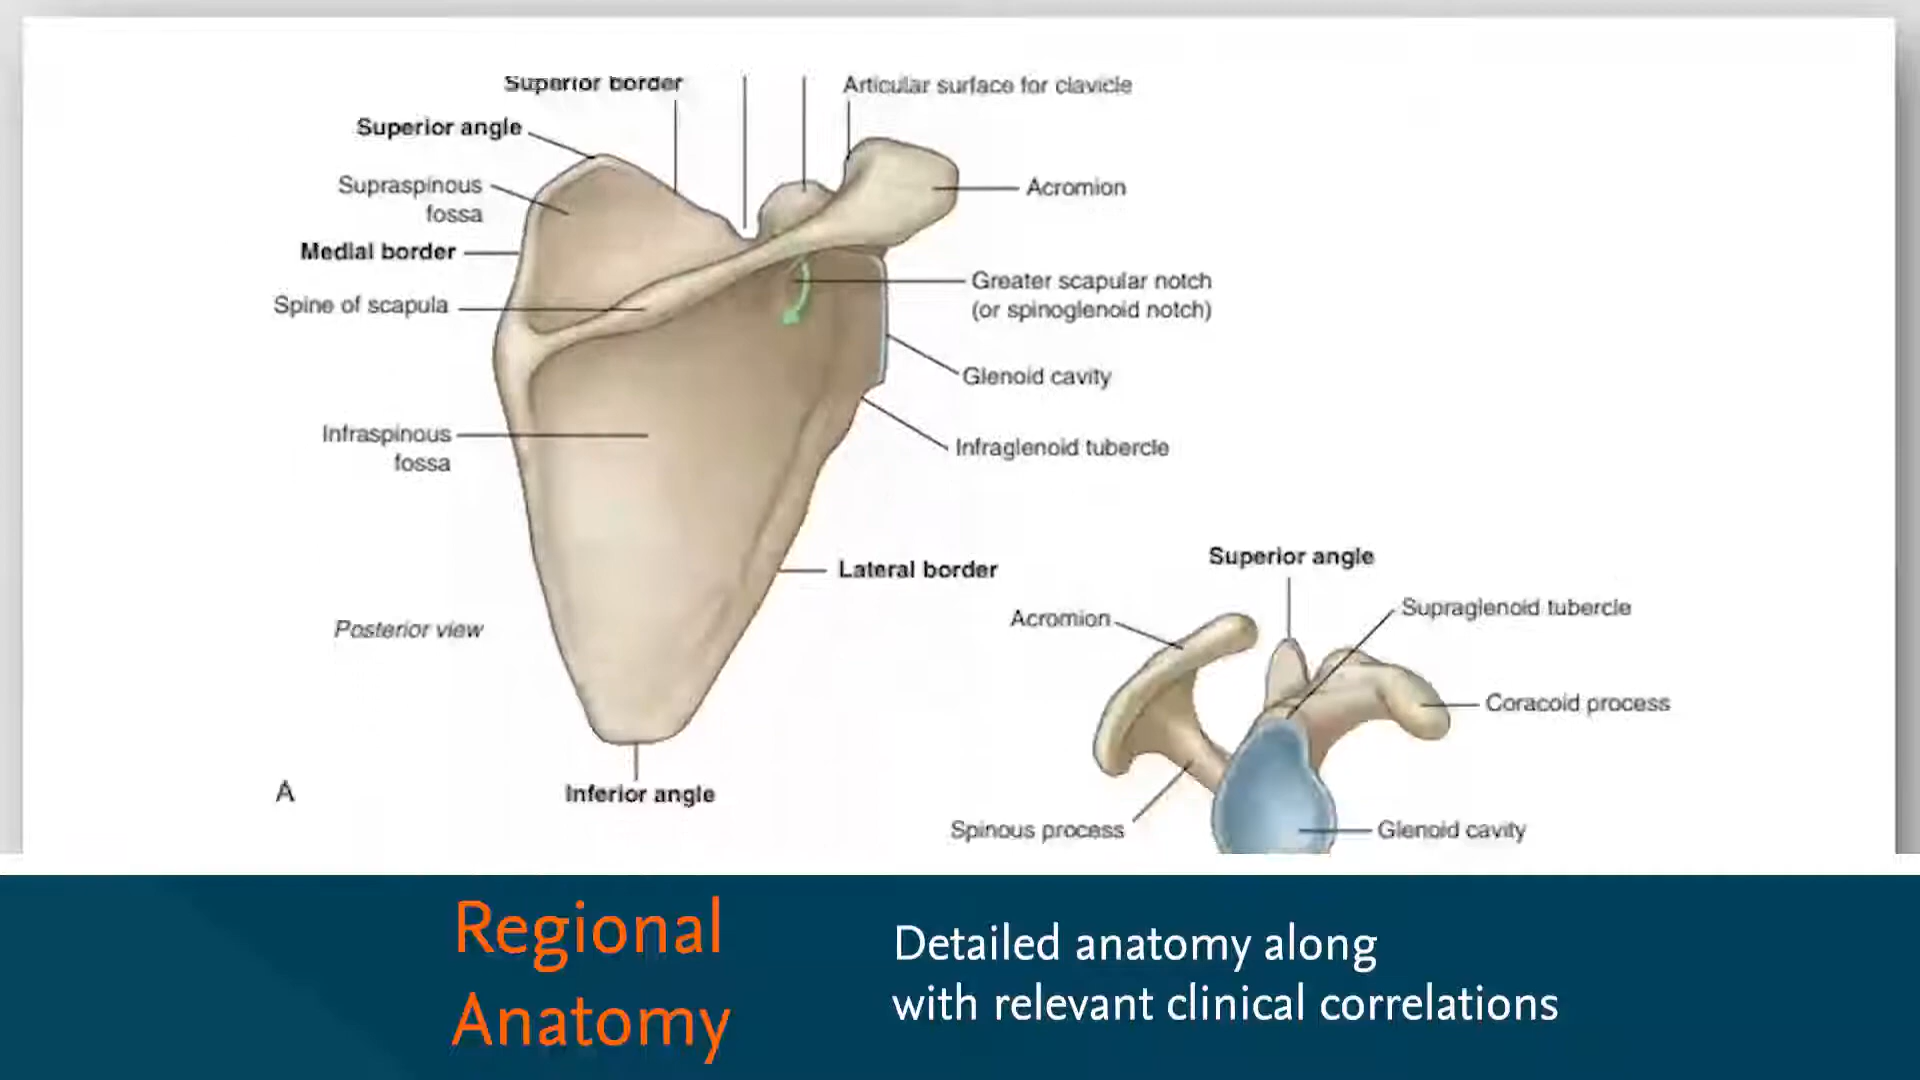 Superior border
Articular surface for clavicle
Superior angle
Supraspinous
fossa
Acromion
Medial border
Greater scapular notch
(or spinoglenoid notch)
Spine of scapula
Glenoid cavity
Infraspinous
fossa
Infraglenoid tubercle
Lateral border
Posterior view
Inferior angle
A
Superior angle
Acromion
Supraglenoid tubercle
Coracoid process
Spinous process
Glenoid cavity
Regional
Anatomy
Detailed anatomy along
with relevant clinical correlations